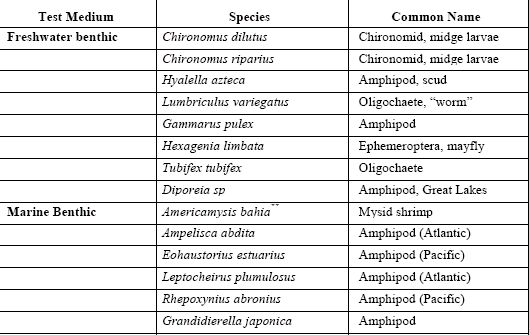 Test Medium Species Common Name
Freshwater benthic Chironomus dilutus Chironomid, midge larvae
Chironomus riparius Chironomid, midge larvae
Hyalella azteca Amphipod, scud
Lumbriculus variegatus Oligochaete, “worm”
Gammarus pulex Amphipod
Hexagenia limbata Ephemeroptera, mayfly
Tubifex tubifex Oligochaete
Diporeia sp Amphipod, Great Lakes
Marine Benthic Americamysis bahia~~ Mysid shrimp
Ampelisca abdita Amphipod (Atlantic)
Eohaustorius estuarius Amphipod (Pacific)
Leptocheirus plumulosus Amphipod (Atlantic)
Rhepoxynius abronius Amphipod (Pacific)
Grandidierella japonica Amphipod